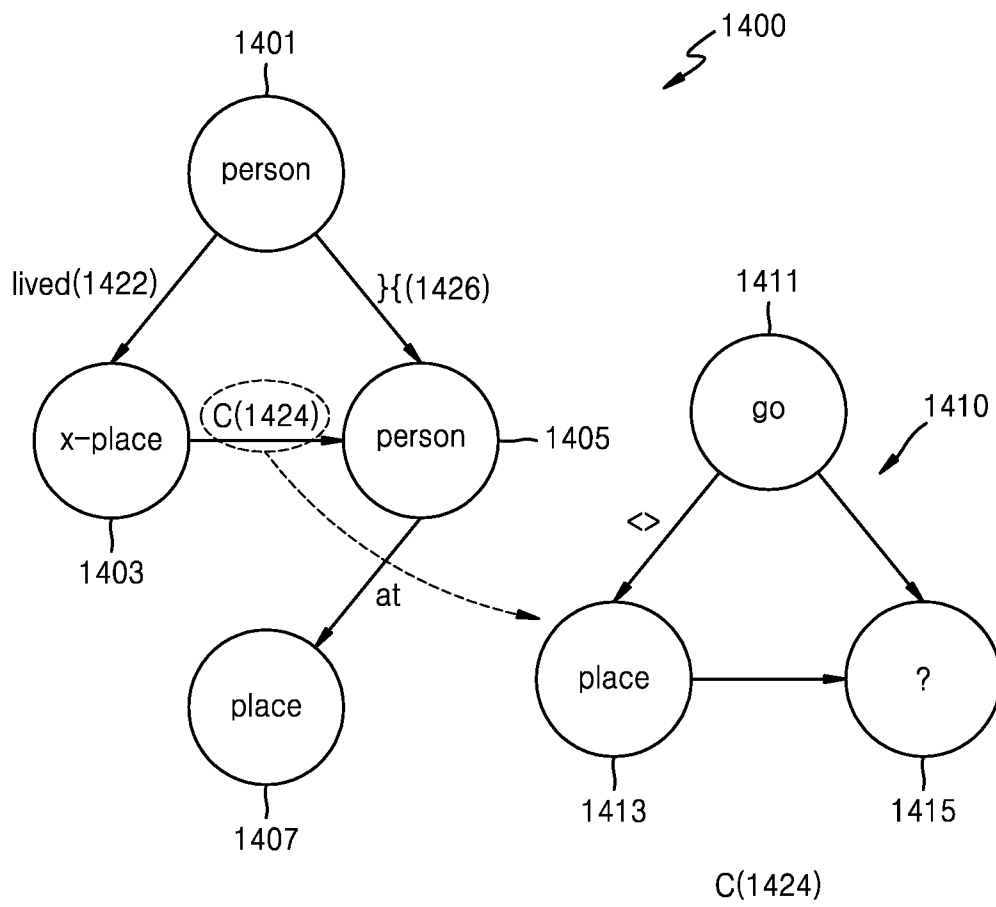 1400
1401
person
lived(1422)
}{(1426)
1411
go
1410
x-place
C(1424)
person
1405
1403
<>
at
place
place
?
1407
1413
1415
C(1424)